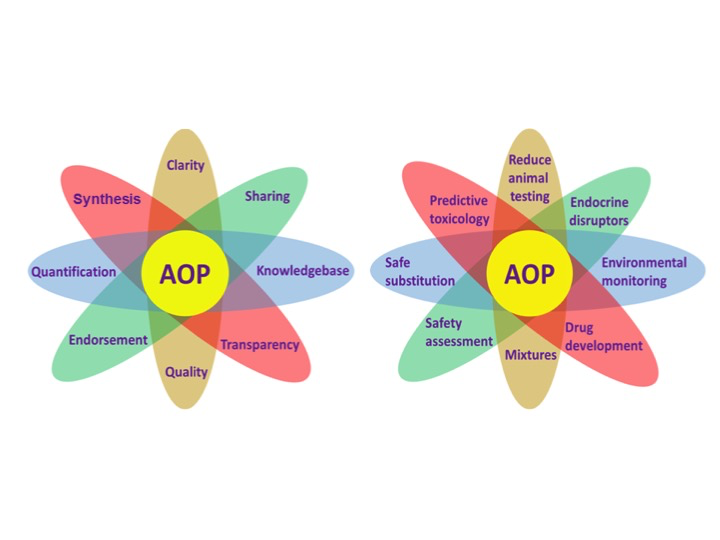 Clarity
Sharing
Knowledgebase
Transparency
Quality
Endorsement
Quantification
Synthesis
AOP
Reduce
animal
testing
Endocrine
disruptors
Environmental
monitoring
Drug
development
Mixtures
Safety
assessment
Safe
substitution
Predictive
toxicology
AOP